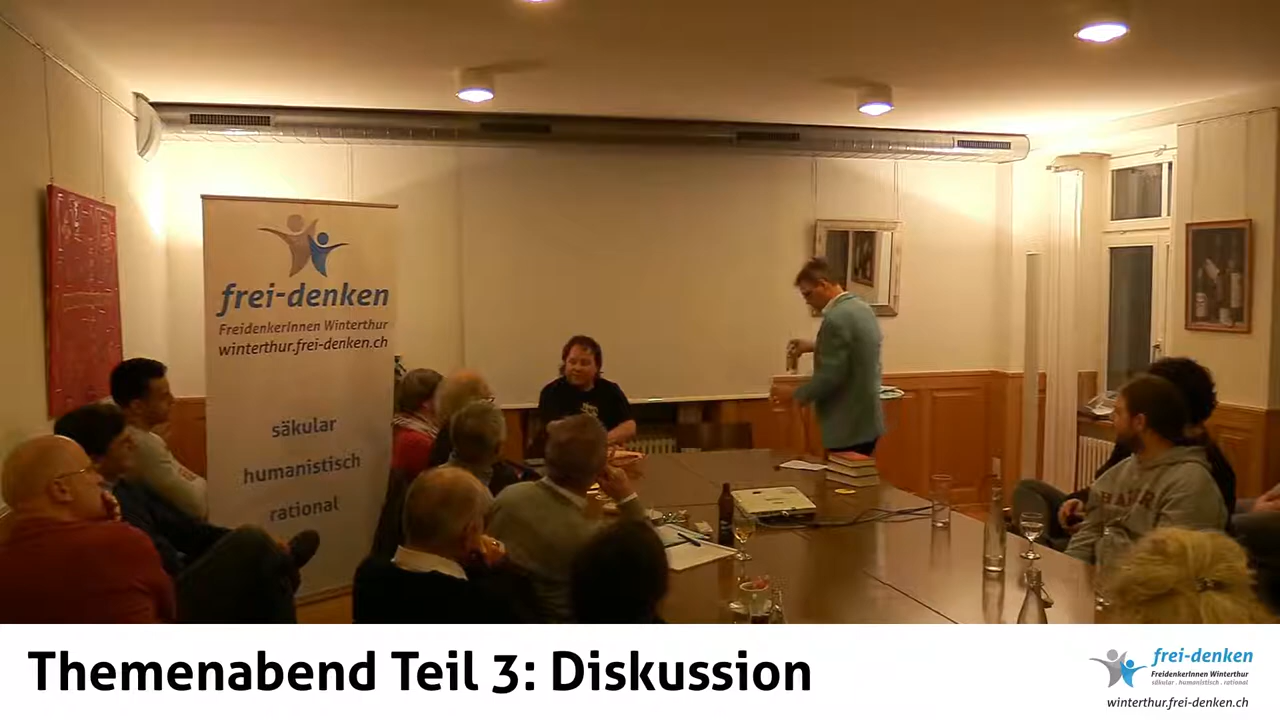 frei-denken
FreidenkerInnen Winterthur
winterthur.frei-denken.ch
säkular
humanistisch
rational
Themenabend Teil 3: Diskussion
frei-denken
FreidenkerInnen Winterthur
säkular . humanistisch . rational
winterthur.frei-denken.ch